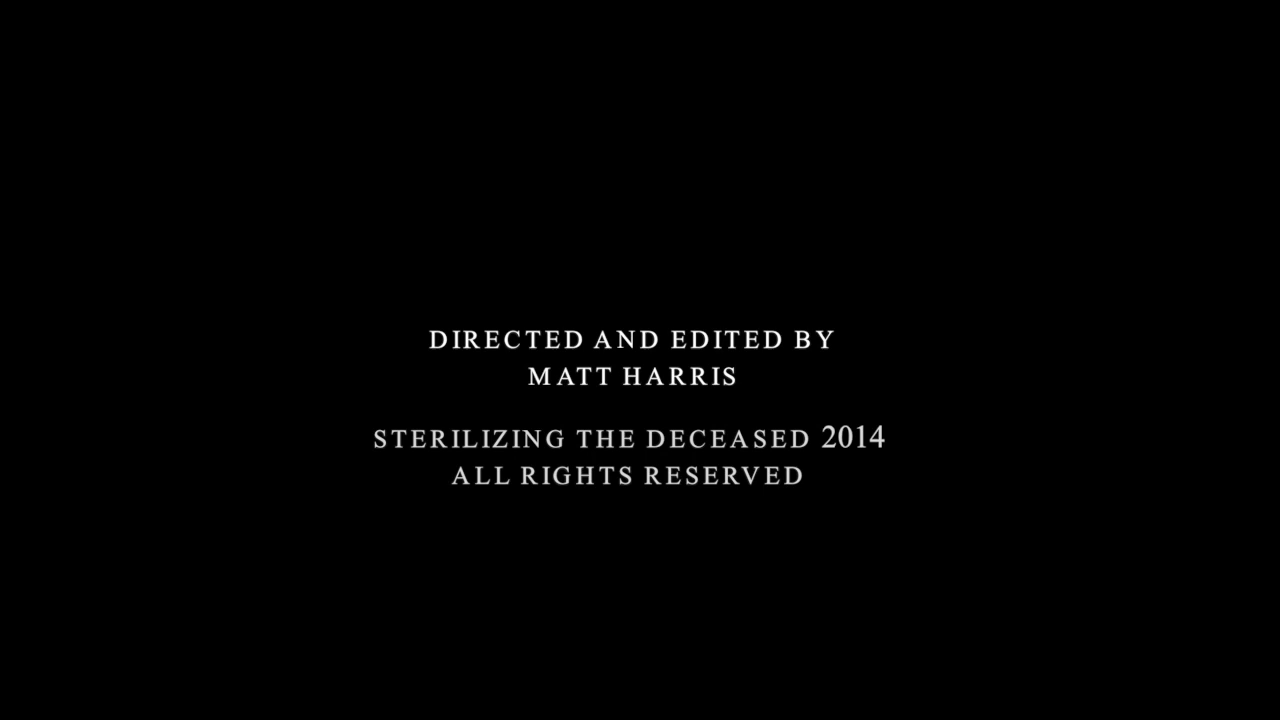 DIRECTED AND EDITED BY
MATT HARRIS
STERILIZING THE DECEASED 2014
ALL RIGHTS RESERVED